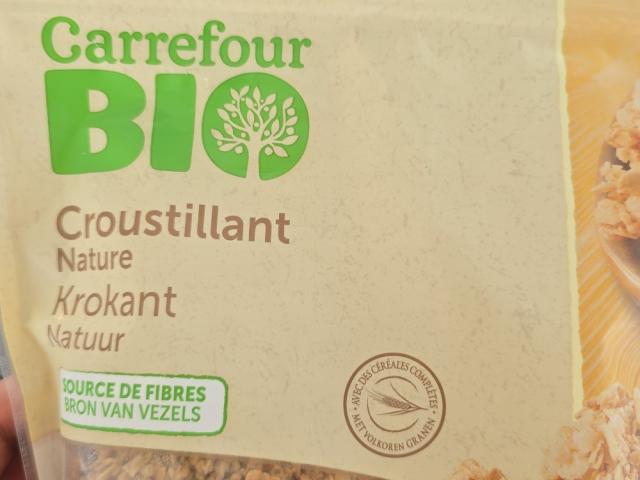 Carrefour
BIO
Croustillant
Nature
Krokant
Natuur
SOURCE DE FIBRES
BRON VAN VEZELS
• AVEC DES CÉRÉALES COMPLÈTES •
MET VOLKOREN GRANEN